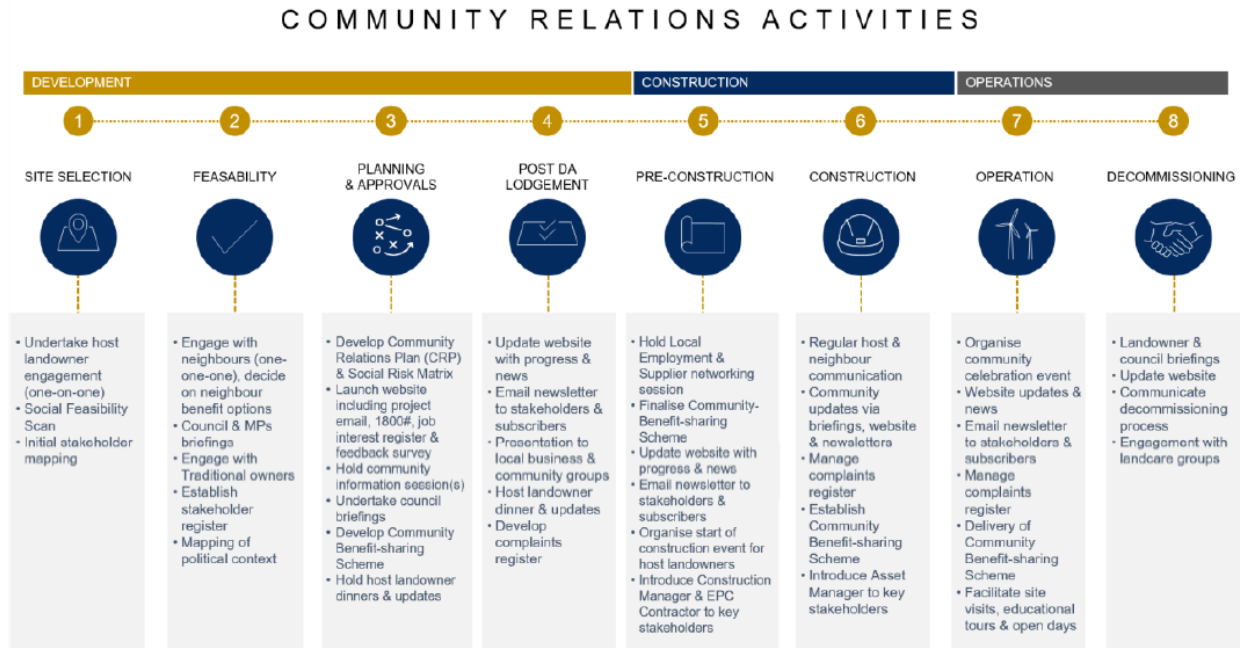 COMMUNITY RELATIONS ACTIVITIES
DEVELOPMENT
CONSTRUCTION
OPERATIONS
1
2
3
4
5
6
7
8
SITE SELECTION
FEASABILITY
PLANNING
& APPROVALS
POST DA
LODGEMENT
PRE-CONSTRUCTION
CONSTRUCTION
OPERATION
DECOMMISSIONING
• Undertake host
landowner
engagement
(one-on-one)
• Social Feasibility
Scan
• Initial stakeholder
mapping
• Engage with
neighbours (one-
one-one), decide
on neighbour
benefit options
• Council & MPs
briefings
• Engage with
Traditional owners
• Establish
stakeholder
register
• Mapping of
political context
• Develop Community
Relations Plan (CRP)
& Social Risk Matrix
• Launch website
including project
email, 1800#, job
interest register &
feedback survey
• Hold community
information session(s)
• Undertake council
briefings
• Develop Community
Benefit-sharing
Scheme
• Hold host landowner
dinners & updates
• Update website
with progress &
news
• Email newsletter
to stakeholders &
subscribers
• Presentation to
local business &
community groups
• Host landowner
dinner & updates
• Develop
complaints
register
• Hold Local
Employment &
Supplier networking
session
• Finalise Community-
Benefit-sharing
Scheme
• Update website with
progress & news
• Email newsletter to
stakeholders &
subscribers
• Organise start of
construction event for
host landowners
• Introduce Construction
Manager & EPC
Contractor to key
stakeholders
• Regular host &
neighbour
communication
• Community
updates via
briefings, website
& newsletters
• Manage
complaints
register
• Establish
Community
Benefit-sharing
Scheme
• Introduce Asset
Manager to key
stakeholders
• Organise
community
celebration event
• Website updates &
news
• Email newsletter
to stakeholders &
subscribers
• Manage
complaints
register
• Delivery of
Community
Benefit-sharing
Scheme
• Facilitate site
visits, educational
tours & open days
• Landowner &
council briefings
• Update website
• Communicate
decommissioning
process
• Engagement with
landcare groups